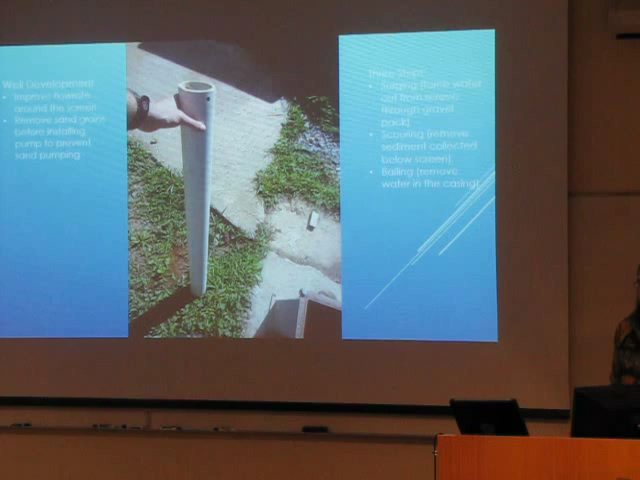 Well Development
• Improve flowrate
around the screen
• Remove sand grains
before installing
pump to prevent
sand pumping
Three Steps
• Surging (force water
out from screen
through gravel
pack)
• Scouring (remove
sediment collected
below screen)
• Bailing (remove
water in the casing)